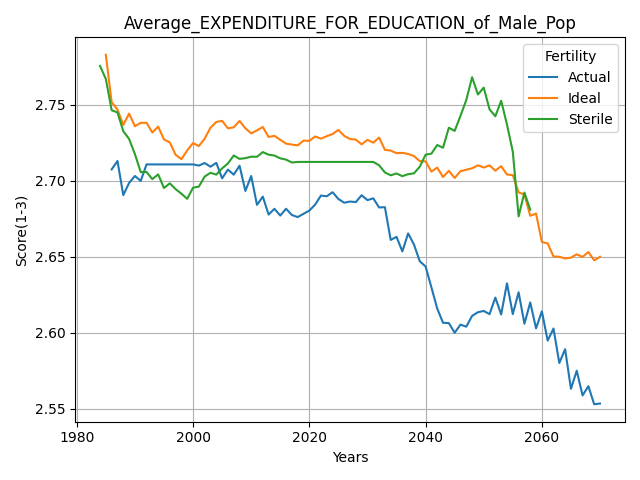 Average_EXPENDITURE_FOR_EDUCATION_of_Male_Pop
Fertility
Actual
Ideal
Sterile
2.75
2.70
2.65
2.60
2.55
Score(1-3)
1980
2000
2020
2040
2060
Years